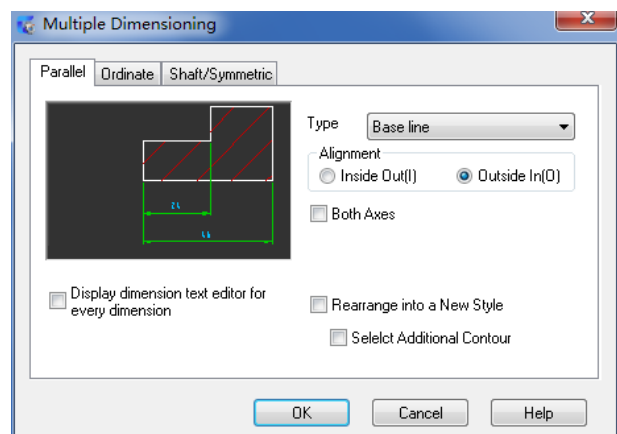 Multiple Dimensioning
Parallel
Ordinate
Shaft/Symmetric
Type
Base line
Alignment
Inside Out(I)
Outside In(O)
Both Axes
Display dimension text editor for
every dimension
Rearrange into a New Style
Selelct Additional Contour
OK
Cancel
Help